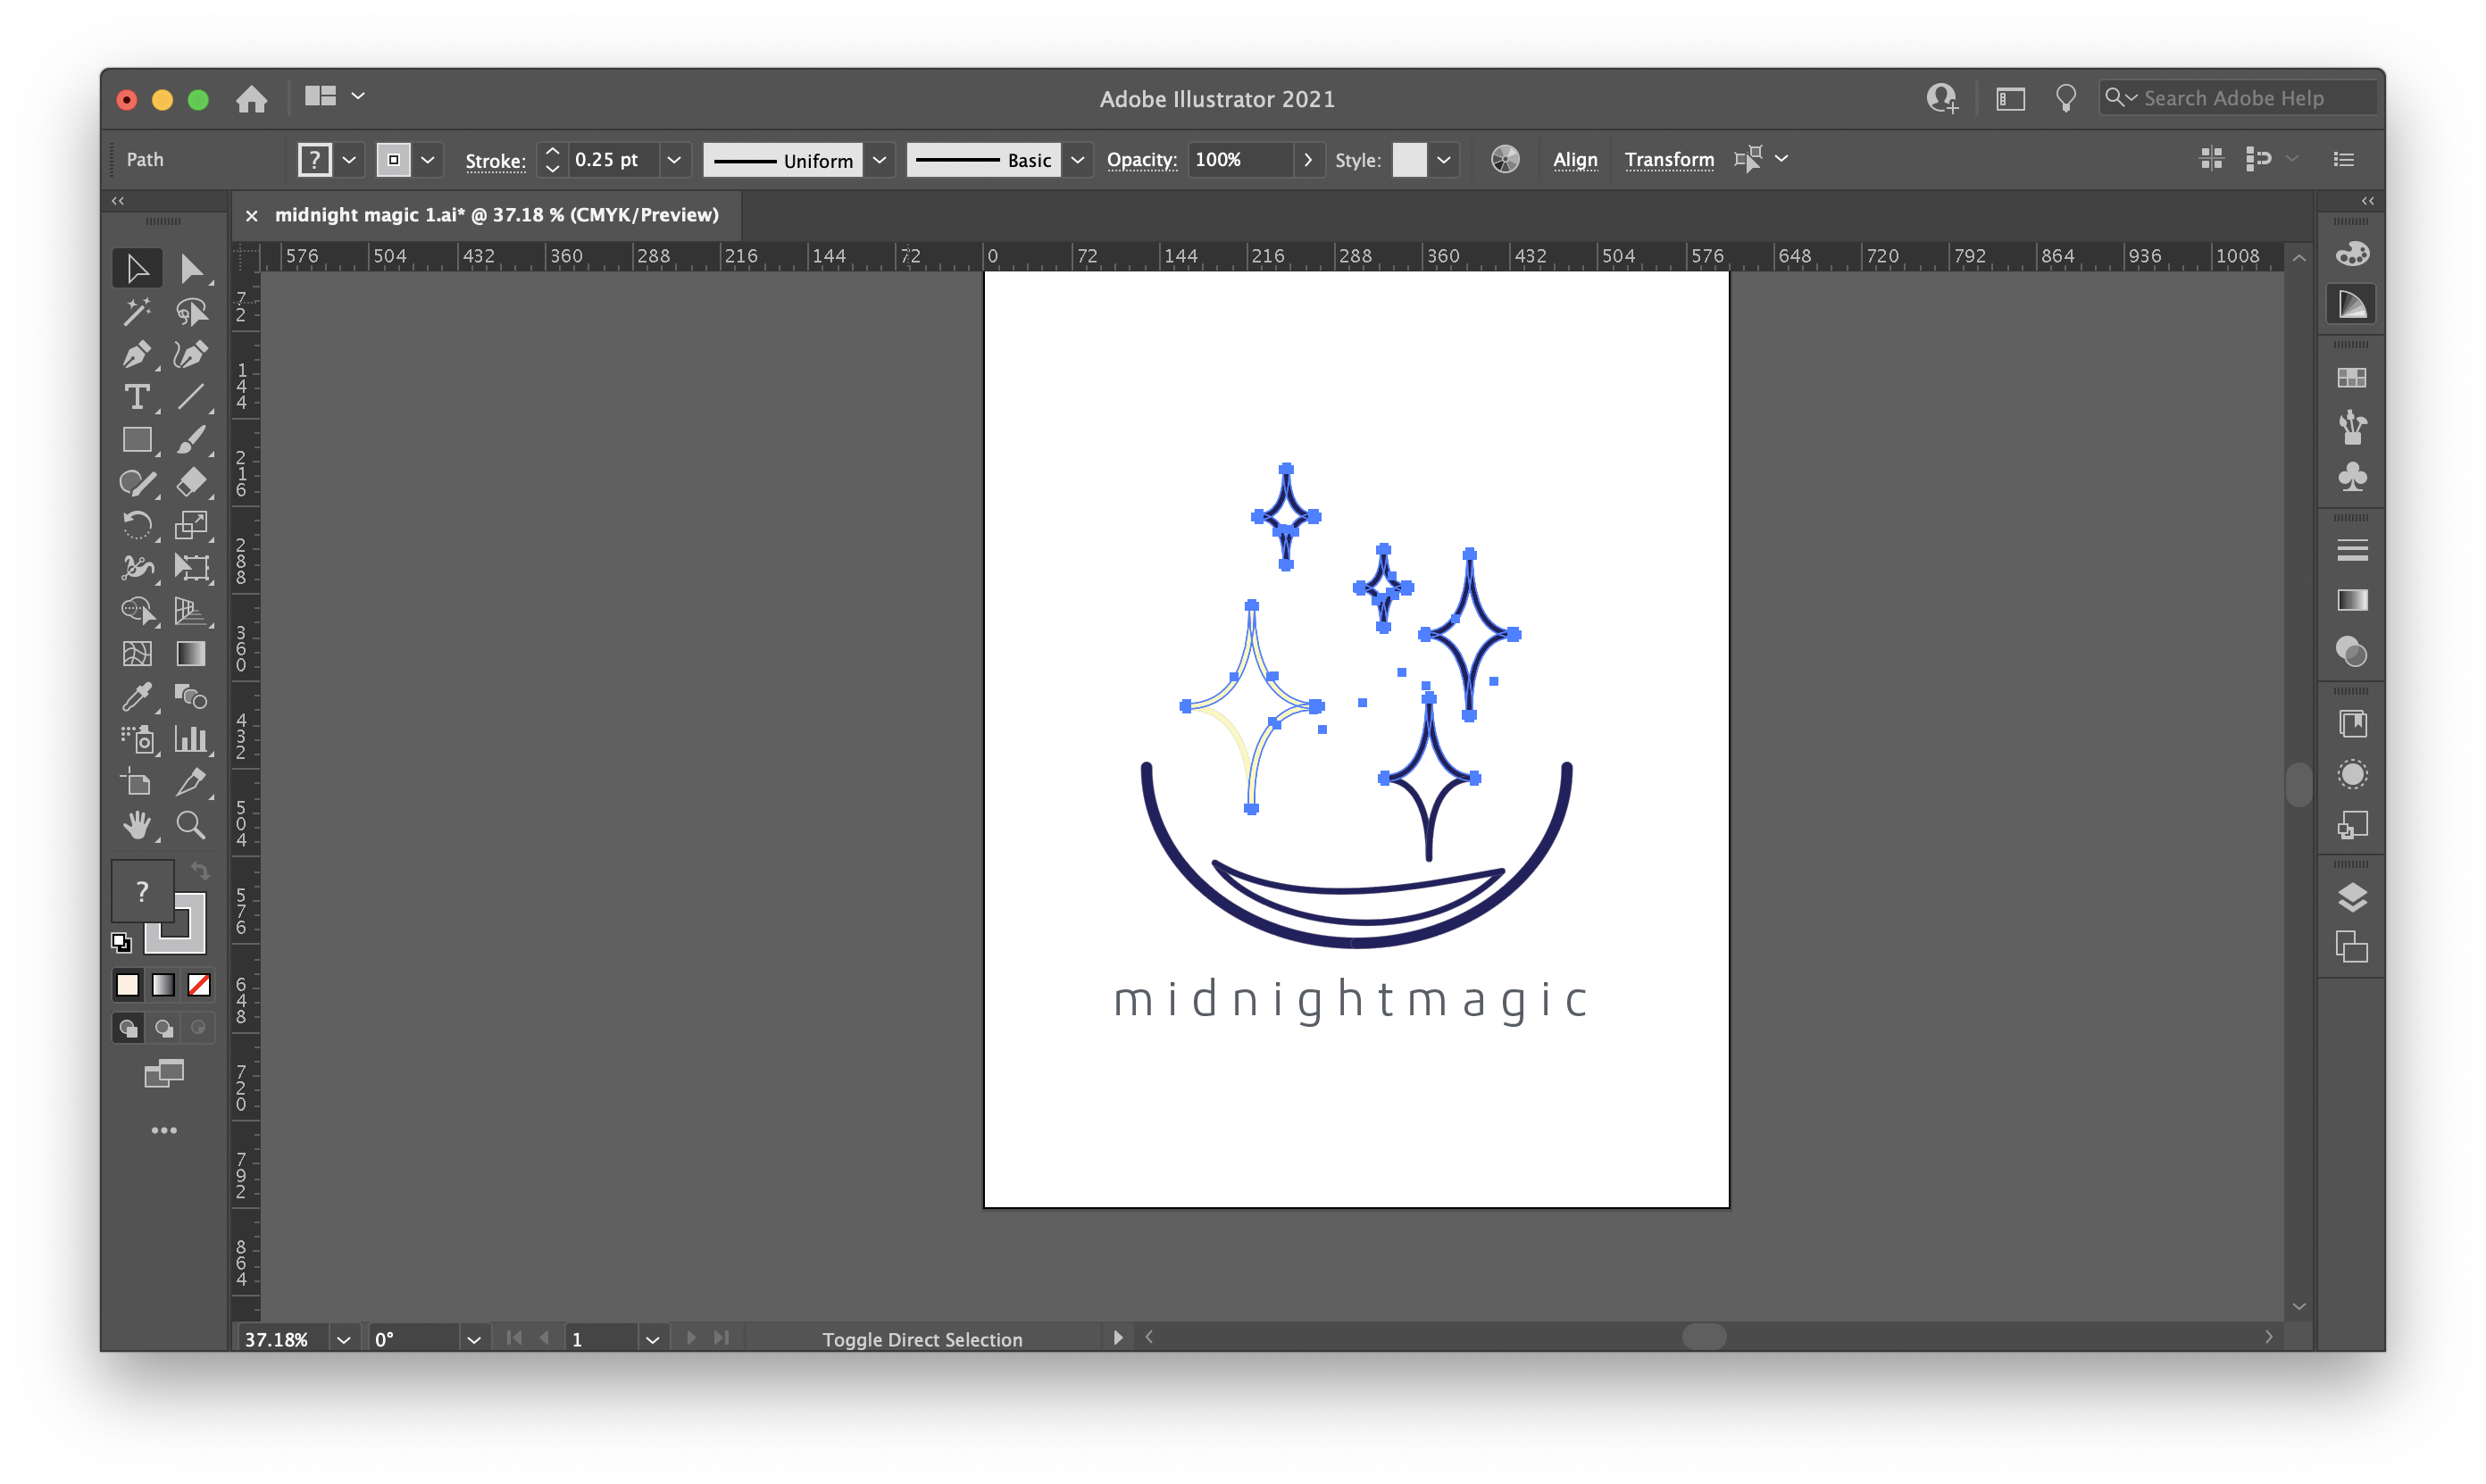 Adobe Illustrator 2021
Search Adobe Help
Path ? Stroke: 0.25 pt Uniform Basic Opacity: 100% Style: Align Transform
× midnight magic 1.ai* @ 37.18 % (CMYK/Preview)
576 504 432 360 288 216 144 72 0 72 144 216 288 360 432 504 576 648 720 792 864 936 1008
72
144
216
288
360
432
504
576
648
720
792
864
?
midnightmagic
37.18% 0° 1 Toggle Direct Selection